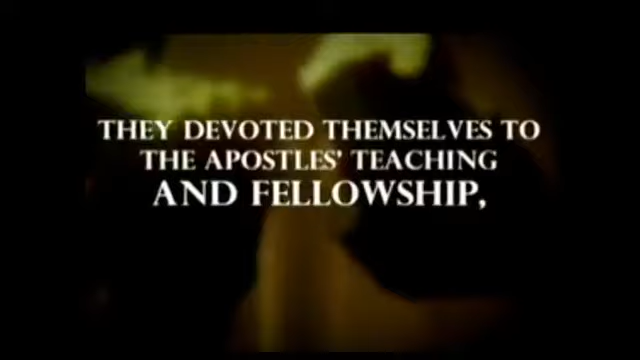 THEY DEVOTED THEMSELVES TO
THE APOSTLES' TEACHING
AND FELLOWSHIP,